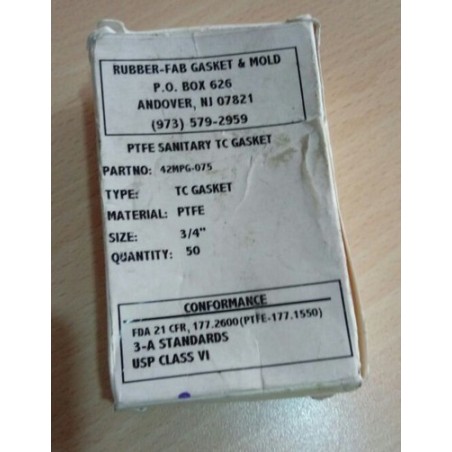 RUBBER-FAB GASKET & MOLD
P.O. BOX 626
ANDOVER, NJ 07821
(973) 579-2959
PTFE SANITARY TC GASKET
PARTNO: 42MPG-075
TYPE: TC GASKET
MATERIAL: PTFE
SIZE: 3/4"
QUANTITY: 50
CONFORMANCE
FDA 21 CFR, 177.2600(PTFE-177.1550)
3-A STANDARDS
USP CLASS VI